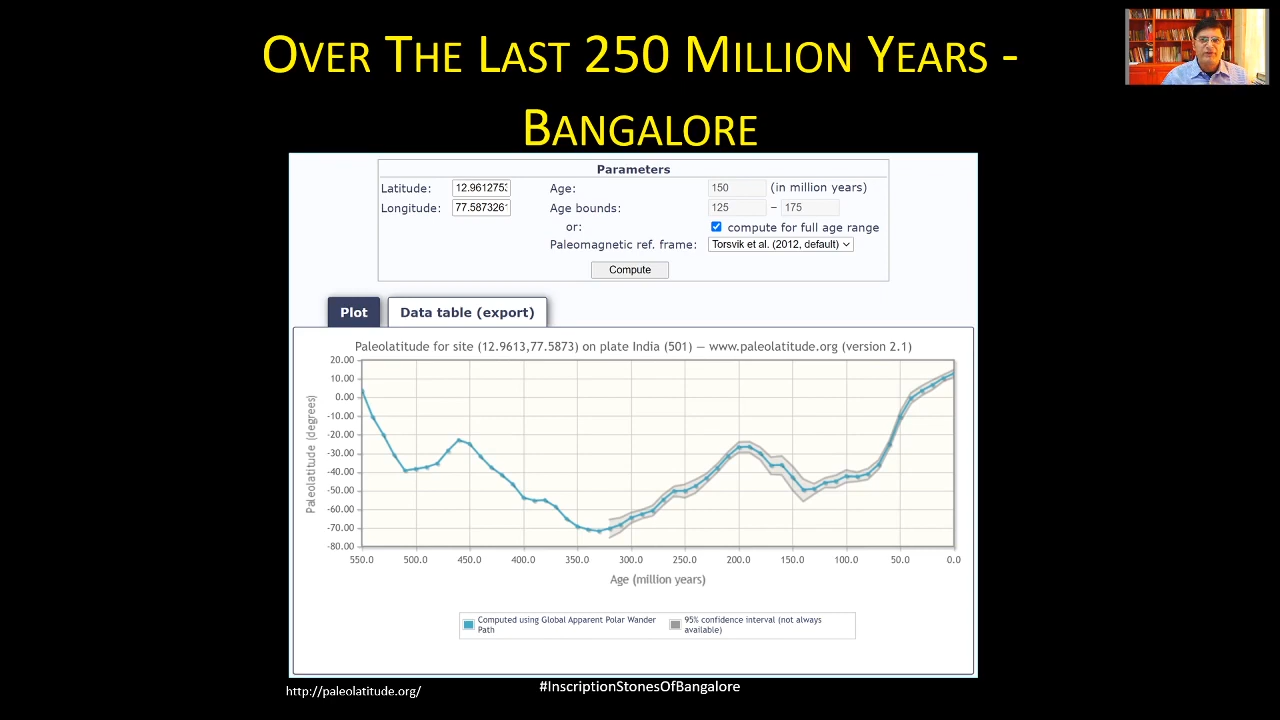 OVER THE LAST 250 MILLION YEARS -
BANGALORE
Parameters
Latitude: 12.9612753 Age: 150 (in million years)
Longitude: 77.587326 Age bounds: 125 – 175
or: compute for full age range
Paleomagnetic ref. frame: Torsvik et al. (2012, default)
Compute
Plot Data table (export)
Paleolatitude for site (12.9613,77.5873) on plate India (501) — www.paleolatitude.org (version 2.1)
Paleolatitude (degrees)
20.00
10.00
0.00
-10.00
-20.00
-30.00
-40.00
-50.00
-60.00
-70.00
-80.00
550.0 500.0 450.0 400.0 350.0 300.0 250.0 200.0 150.0 100.0 50.0 0.0
Age (million years)
Computed using Global Apparent Polar Wander
Path
95% confidence interval (not always
available)
http://paleolatitude.org/
#InscriptionStonesOfBangalore